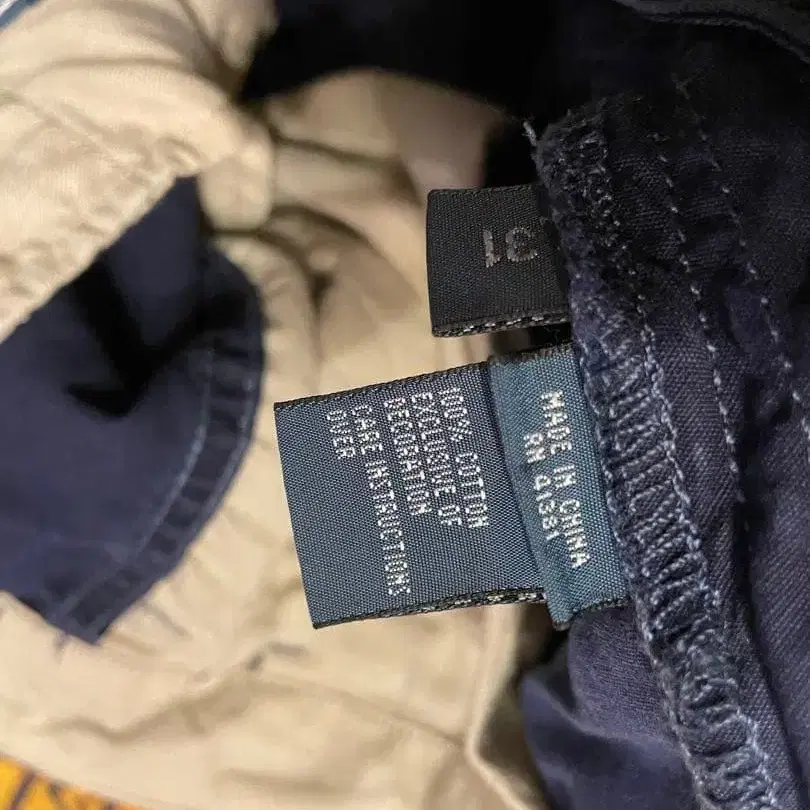 31
MADE IN CHINA
RN 41381
100% COTTON
EXCLUSIVE OF
DECORATION
CARE INSTRUCTIONS
OVER